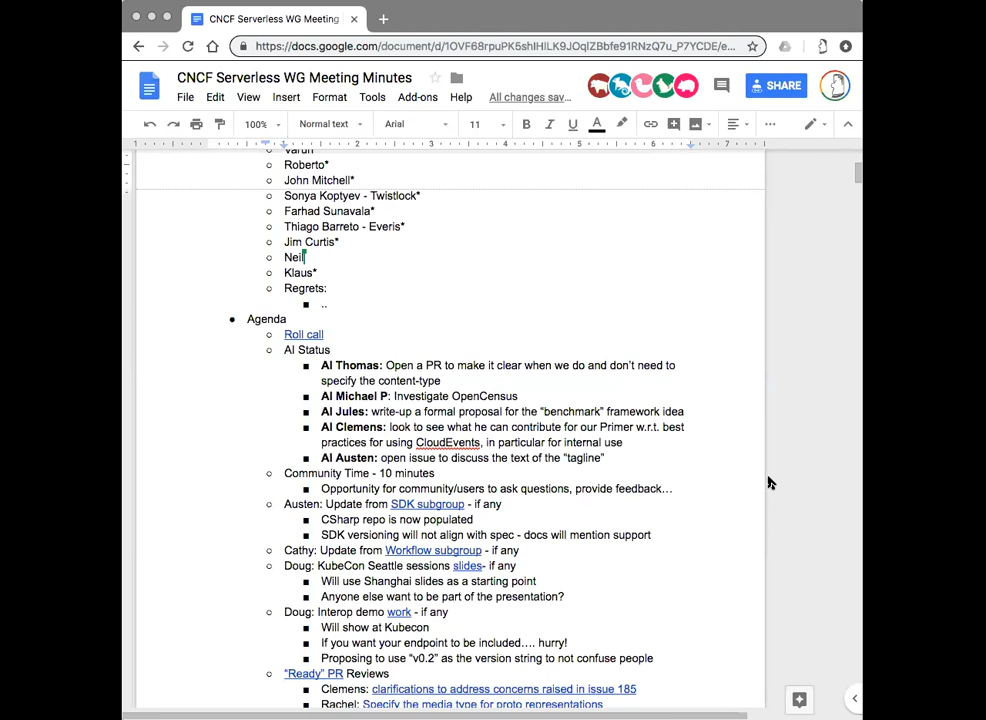 CNCF Serverless WG Meeting
https://docs.google.com/document/d/1OVF68rpuPK5shIHlLK9JOqlZBbfe91RNzQ7u_P7YCDE/e...
CNCF Serverless WG Meeting Minutes
SHARE
File Edit View Insert Format Tools Add-ons Help All changes sav...
100% Normal text Arial 11 B I U A
1 1 2 3 4 5 6 7
Varun
Roberto*
John Mitchell*
Sonya Koptyev - Twistlock*
Farhad Sunavala*
Thiago Barreto - Everis*
Jim Curtis*
Neil
Klaus*
Regrets:
..
Agenda
Roll call
AI Status
AI Thomas: Open a PR to make it clear when we do and don't need to
specify the content-type
AI Michael P: Investigate OpenCensus
AI Jules: write-up a formal proposal for the "benchmark" framework idea
AI Clemens: look to see what he can contribute for our Primer w.r.t. best
practices for using CloudEvents, in particular for internal use
AI Austen: open issue to discuss the text of the "tagline"
Community Time - 10 minutes
Opportunity for community/users to ask questions, provide feedback…
Austen: Update from SDK subgroup - if any
CSharp repo is now populated
SDK versioning will not align with spec - docs will mention support
Cathy: Update from Workflow subgroup - if any
Doug: KubeCon Seattle sessions slides- if any
Will use Shanghai slides as a starting point
Anyone else want to be part of the presentation?
Doug: Interop demo work - if any
Will show at Kubecon
If you want your endpoint to be included…. hurry!
Proposing to use "v0.2" as the version string to not confuse people
"Ready" PR Reviews
Clemens: clarifications to address concerns raised in issue 185
Rachel: Specify the media type for proto representations